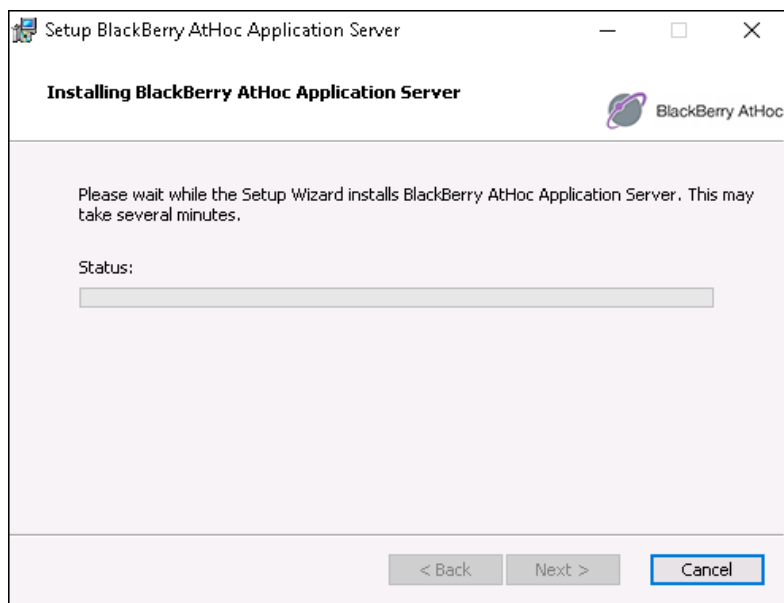 Setup BlackBerry AtHoc Application Server
Installing BlackBerry AtHoc Application Server
BlackBerry AtHoc
Please wait while the Setup Wizard installs BlackBerry AtHoc Application Server. This may
take several minutes.
Status:
< Back Next > Cancel